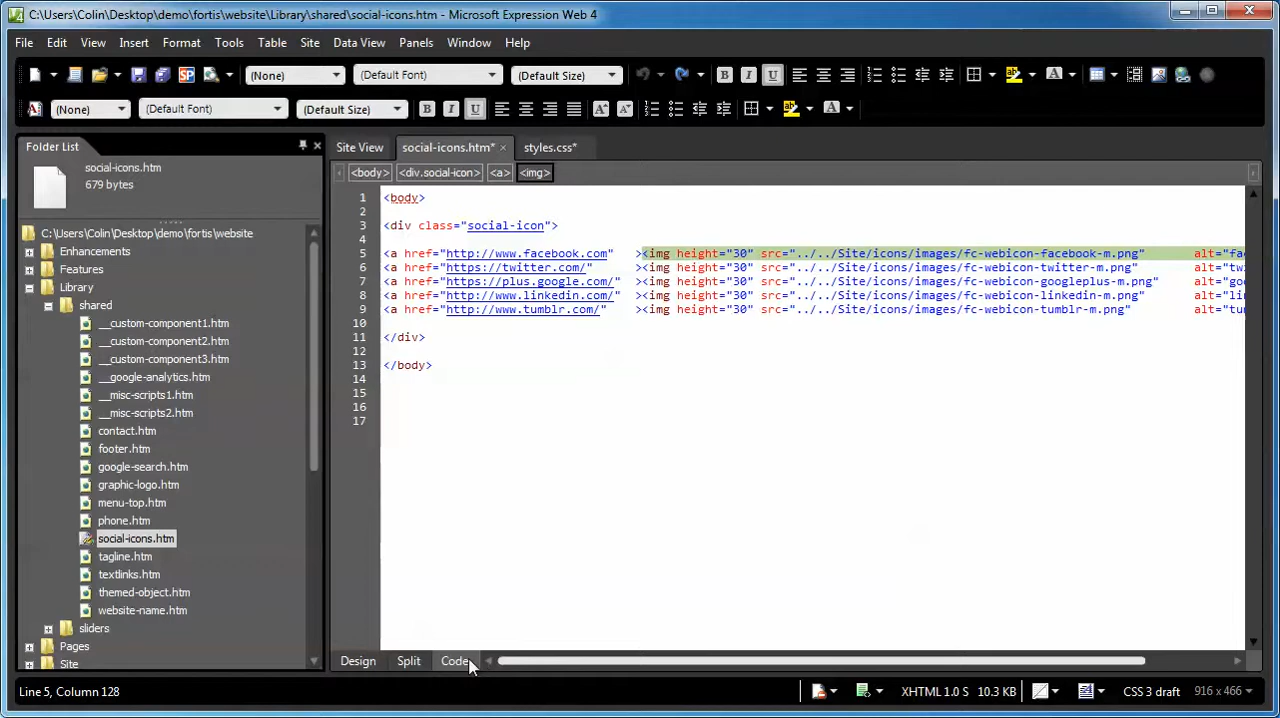 C:\Users\Colin\Desktop\demo\fortis\website\Library\shared\social-icons.htm - Microsoft Expression Web 4
File Edit View Insert Format Tools Table Site Data View Panels Window Help
(None) (Default Font) (Default Size) B I U
(None) (Default Font) (Default Size) B I U
Folder List
Site View social-icons.htm* styles.css*
social-icons.htm
679 bytes
<body> <div.social-icon> <a> <img>
C:\Users\Colin\Desktop\demo\fortis\website
Enhancements
Features
Library
shared
__custom-component1.htm
__custom-component2.htm
__custom-component3.htm
__google-analytics.htm
__misc-scripts1.htm
__misc-scripts2.htm
contact.htm
footer.htm
google-search.htm
graphic-logo.htm
menu-top.htm
phone.htm
social-icons.htm
tagline.htm
textlinks.htm
themed-object.htm
website-name.htm
sliders
Pages
Site
1 <body>
2
3 <div class="social-icon">
4
5 <a href="http://www.facebook.com" ><img height="30" src="../../Site/icons/images/fc-webicon-facebook-m.png" alt="fa
6 <a href="https://twitter.com/" ><img height="30" src="../../Site/icons/images/fc-webicon-twitter-m.png" alt="twi
7 <a href="https://plus.google.com/" ><img height="30" src="../../Site/icons/images/fc-webicon-googleplus-m.png" alt="go
8 <a href="http://www.linkedin.com/" ><img height="30" src="../../Site/icons/images/fc-webicon-linkedin-m.png" alt="lin
9 <a href="http://www.tumblr.com/" ><img height="30" src="../../Site/icons/images/fc-webicon-tumblr-m.png" alt="tum
10
11 </div>
12
13 </body>
14
15
16
17
Design Split Code
Line 5, Column 128 XHTML 1.0 S 10.3 KB CSS 3 draft 916 x 466